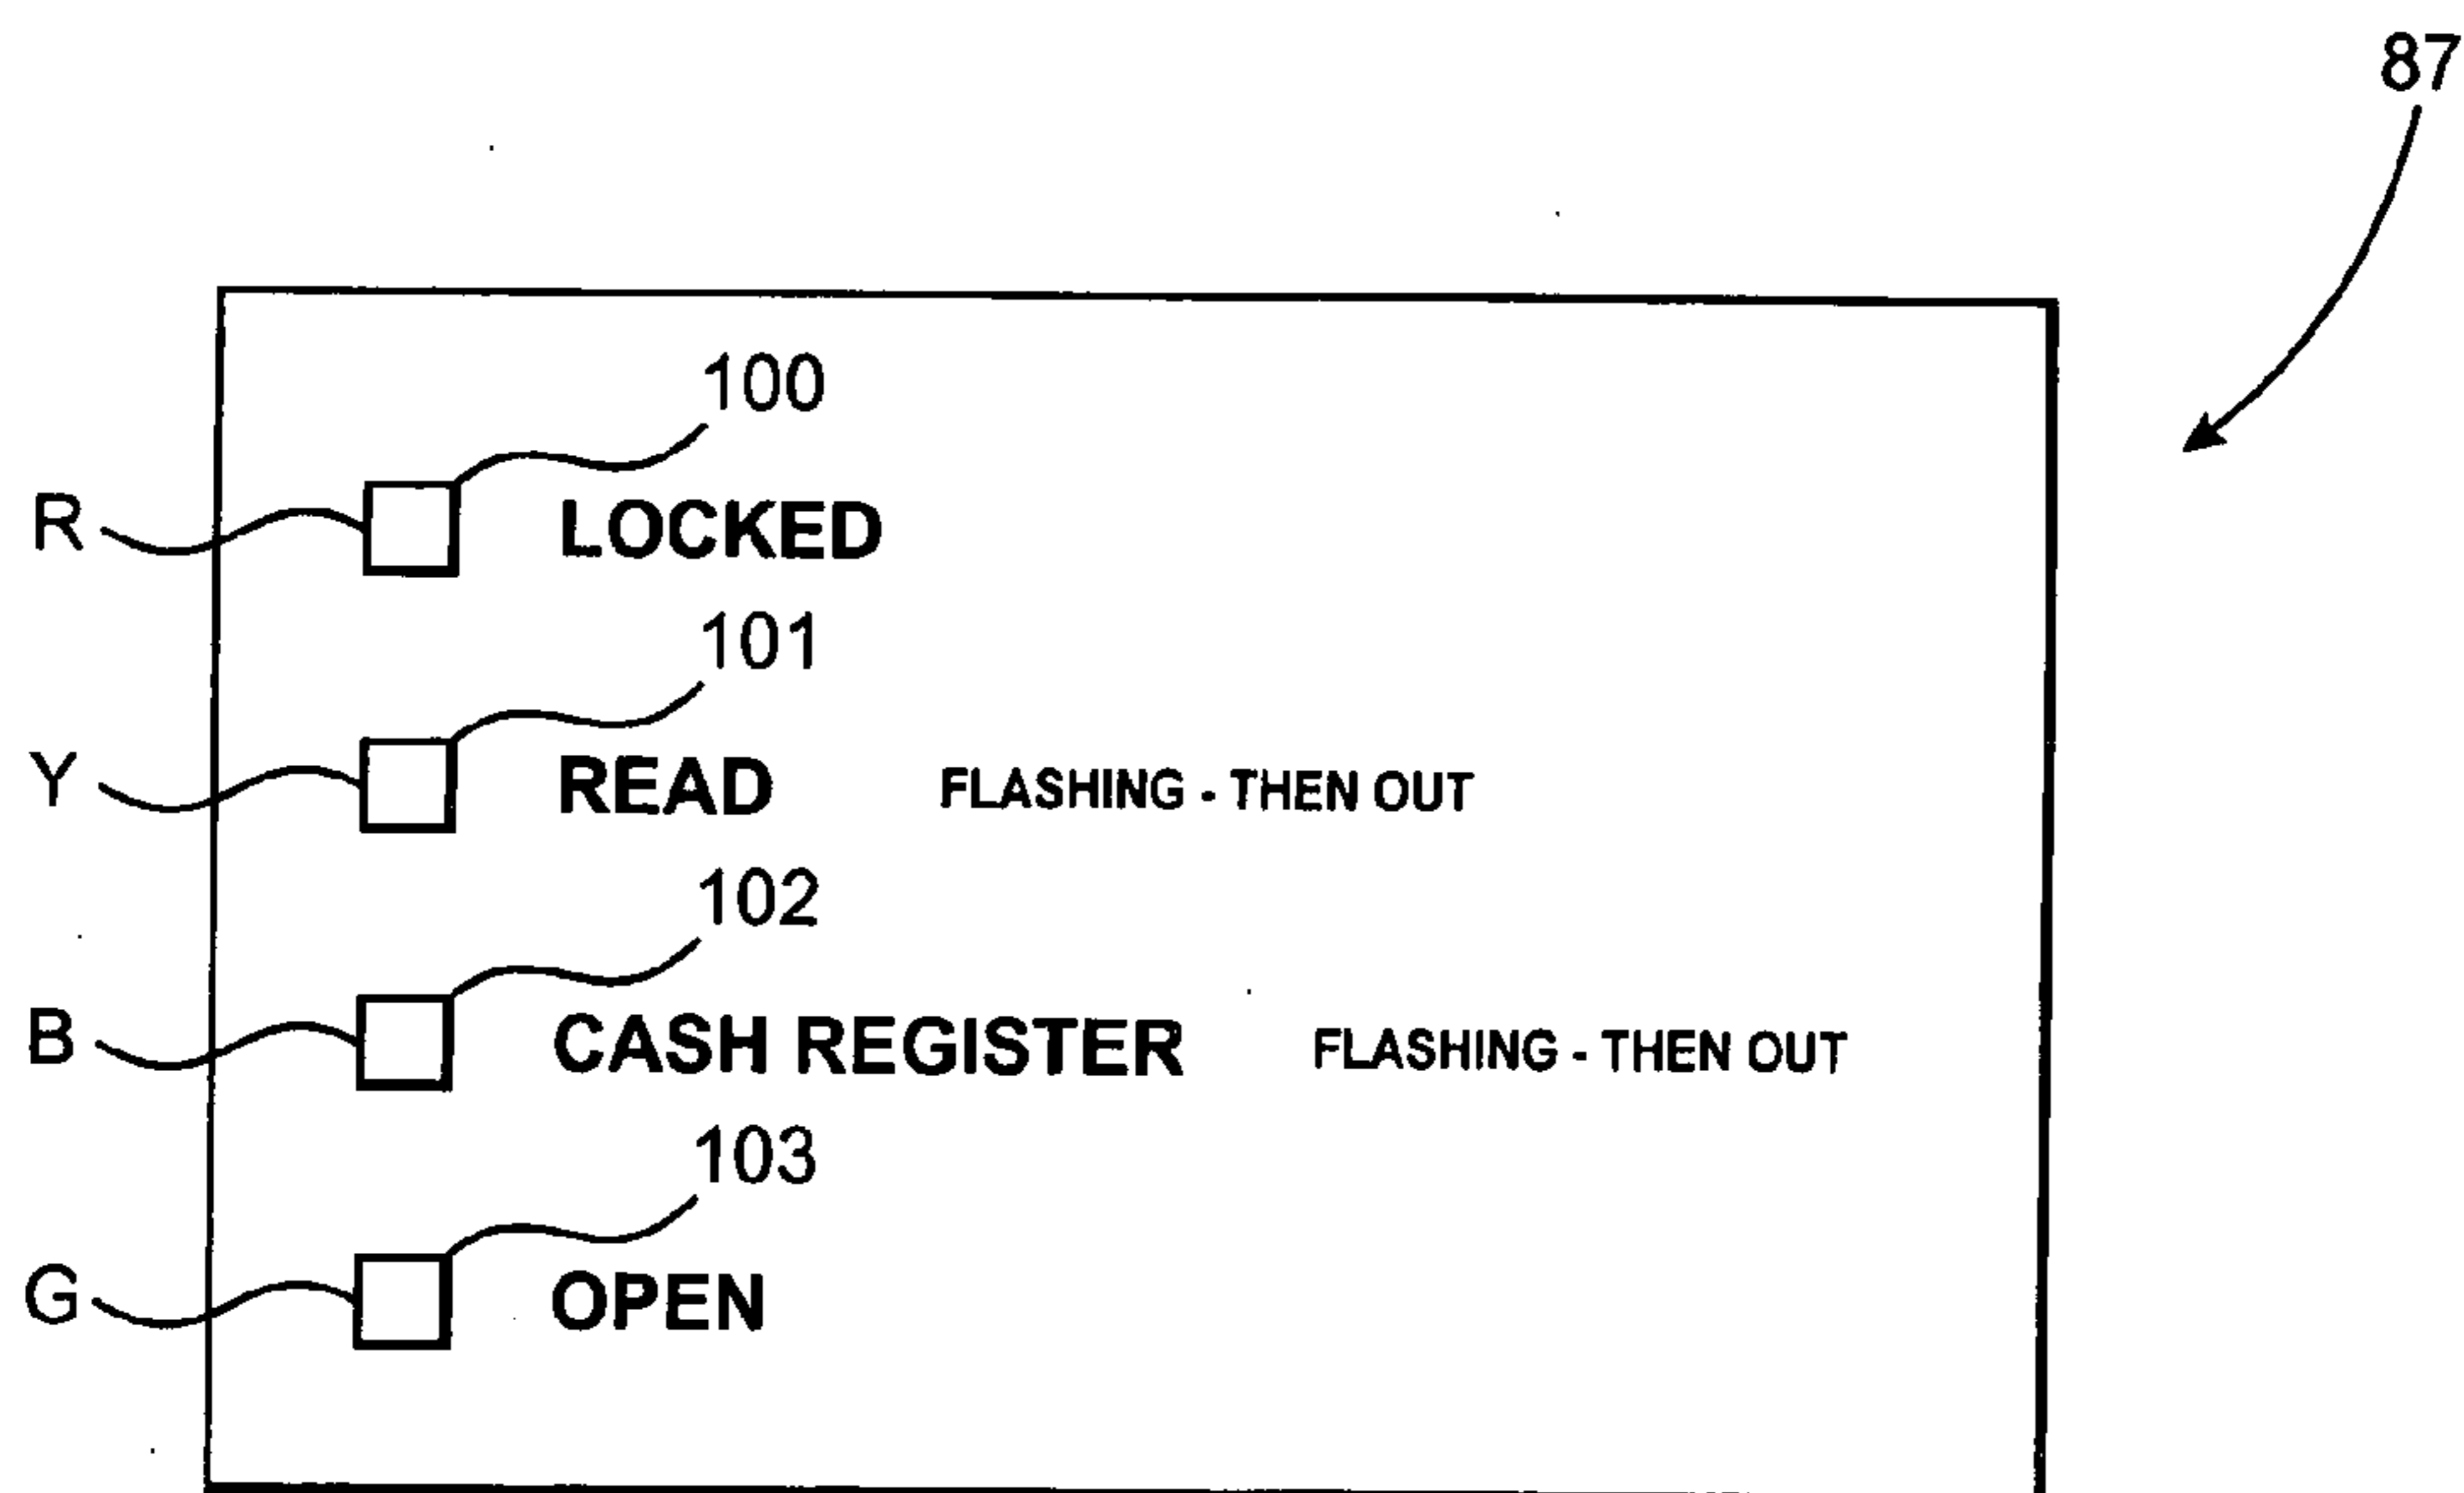 87
100
R LOCKED
101
Y READ FLASHING - THEN OUT
102
B CASH REGISTER FLASHING - THEN OUT
103
G OPEN